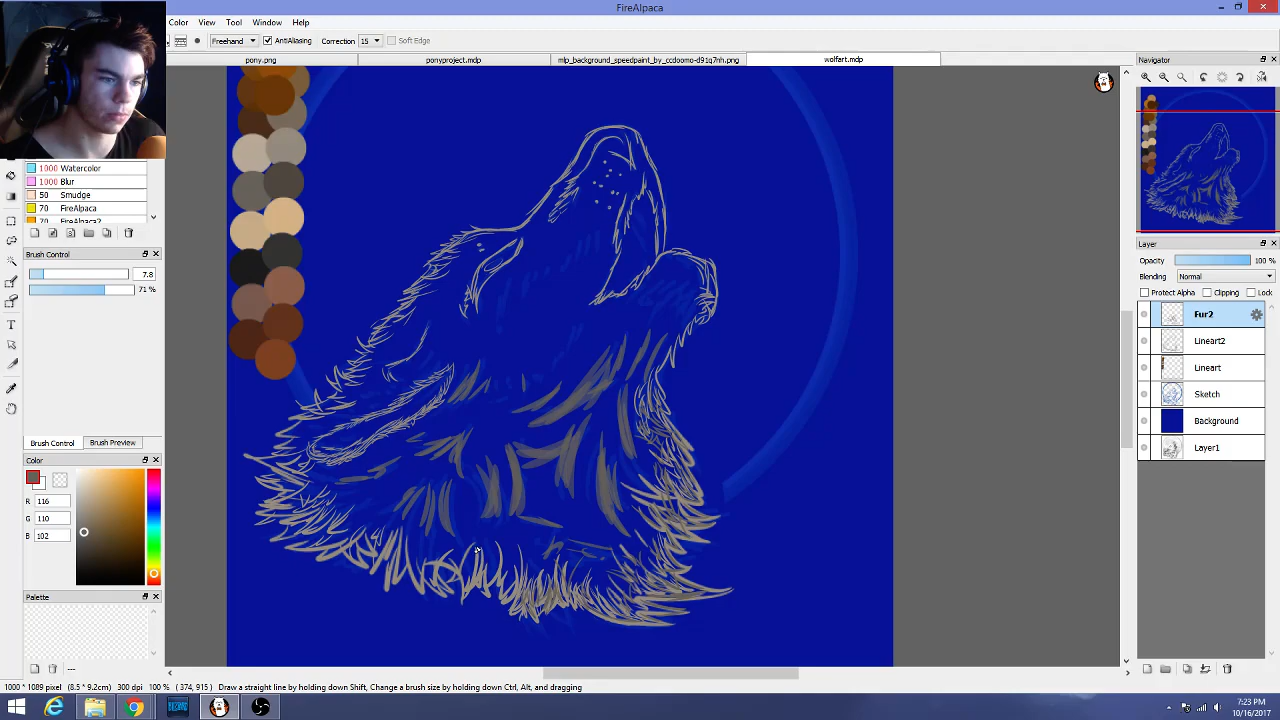 FireAlpaca
Color View Tool Window Help
Freehand AntiAliasing Correction 15 Soft Edge
pony.png ponyproject.mdp mlp_background_speedpaint_by_ccdoomo-d91q7nh.png wolfart.mdp
Navigator
1000 Watercolor
1000 Blur
50 Smudge
70 FireAlpaca
70 FireAlpaca2
Brush Control
7.8
71 %
Brush Control Brush Preview
Color
R 116
G 110
B 102
Palette
---
Layer
Opacity 100 %
Blending Normal
Protect Alpha Clipping Lock
Fur2
Lineart2
Lineart
Sketch
Background
Layer1
1000 * 1089 pixel (8.5 * 9.2cm) 300 dpi 100 % (374, 915) Draw a straight line by holding down Shift, Change a brush size by holding down Ctrl, Alt, and dragging
7:23 PM
10/16/2017